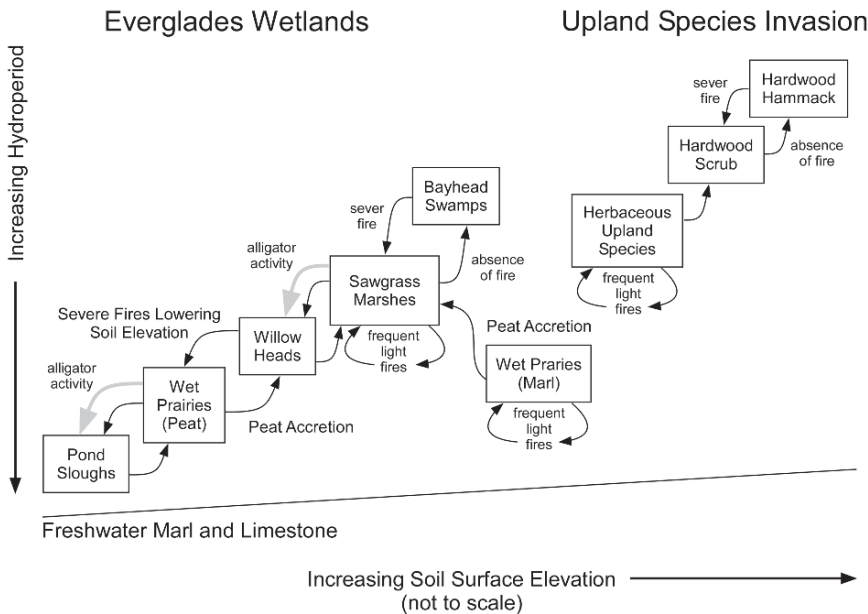 Everglades Wetlands
Upland Species Invasion
Increasing Hydroperiod
sever
fire
Hardwood
Hammack
Hardwood
Scrub
absence
of fire
Bayhead
Swamps
sever
fire
Herbaceous
Upland
Species
alligator
activity
absence
of fire
Sawgrass
Marshes
frequent
light
fires
Severe Fires Lowering
Soil Elevation
Willow
Heads
frequent
light
fires
Peat Accretion
alligator
activity
Wet
Prairies
(Peat)
Wet Praries
(Marl)
Peat Accretion
frequent
light
fires
Pond
Sloughs
Freshwater Marl and Limestone
Increasing Soil Surface Elevation
(not to scale)